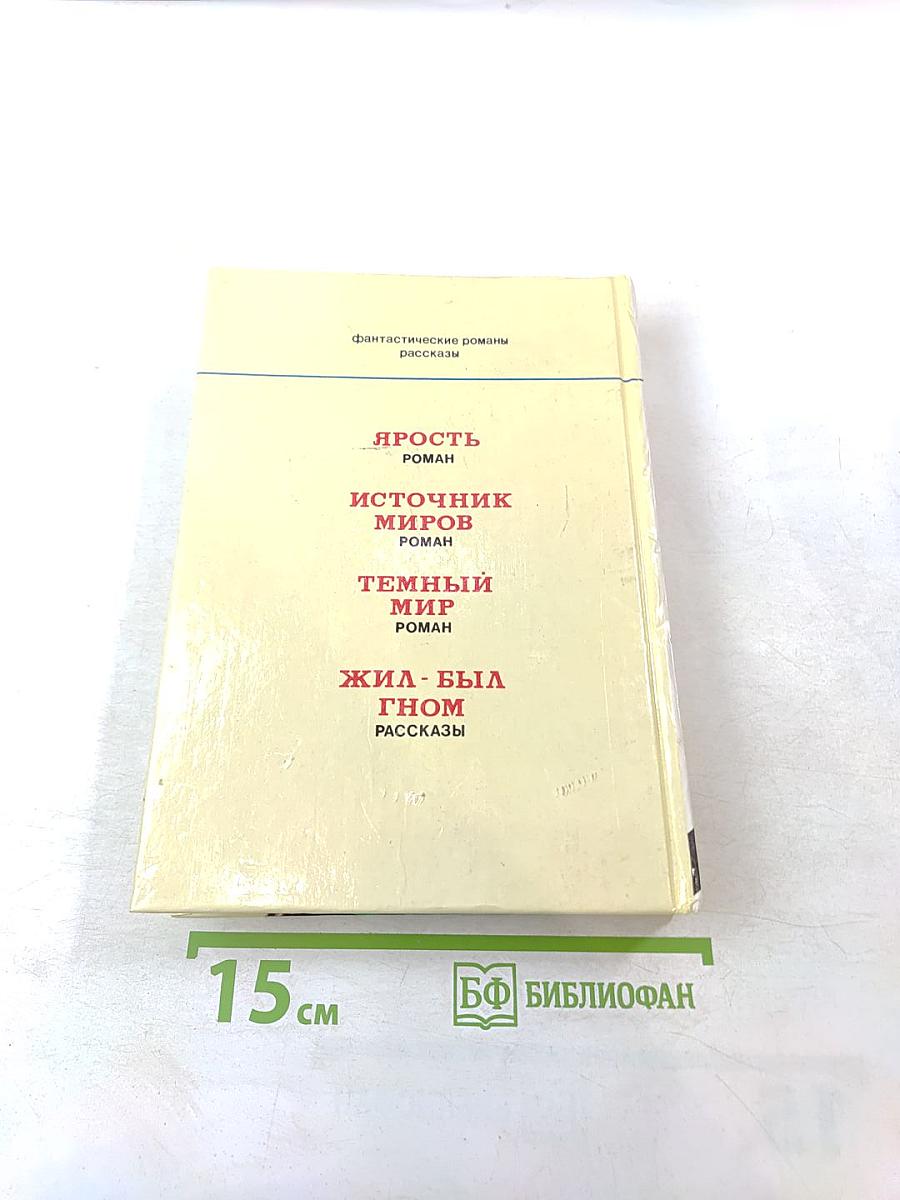 фантастические романы
рассказы
ЯРОСТЬ
РОМАН
ИСТОЧНИК
МИРОВ
РОМАН
ТЕМНЫЙ
МИР
РОМАН
ЖИЛ - БЫЛ
ГНОМ
РАССКАЗЫ
15 см
БФ БИБЛИОФАН